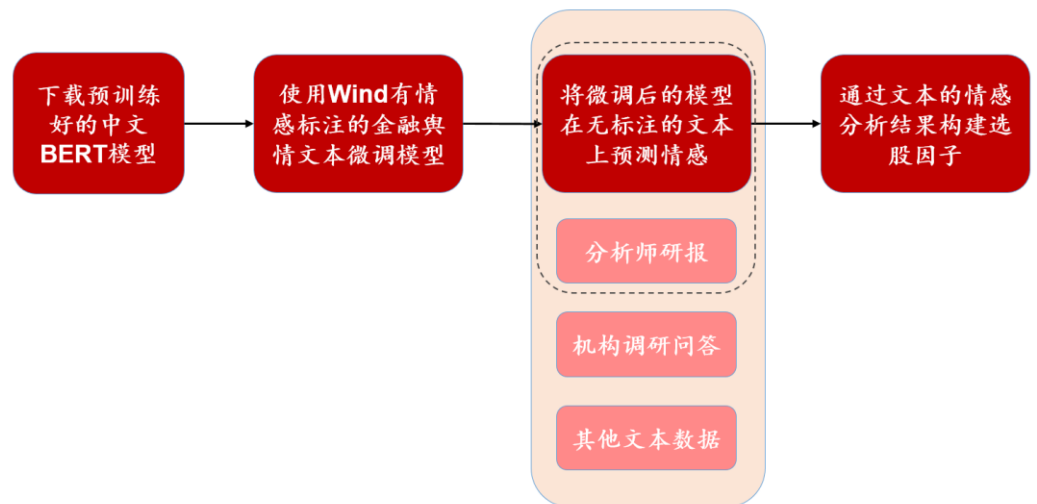 下载预训练
好的中文
BERT模型
使用Wind有情
感标注的金融舆
情文本微调模型
将微调后的模型
在无标注的文本
上预测情感
通过文本的情感
分析结果构建选
股因子
分析师研报
机构调研问答
其他文本数据